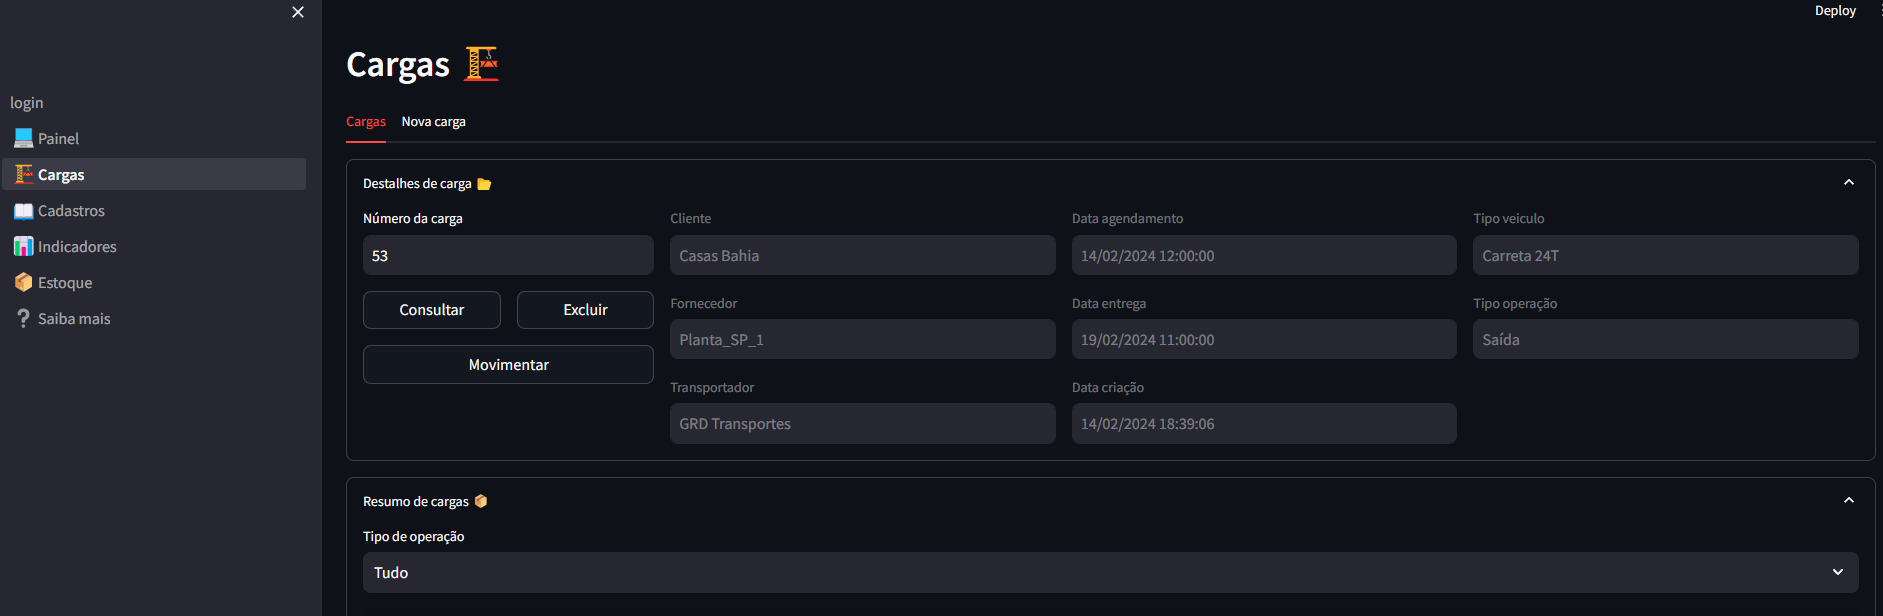 Deploy
login
Painel
Cargas
Cadastros
Indicadores
Estoque
Saiba mais
Cargas
Cargas Nova carga
Destalhes de carga
Número da carga
53
Consultar Excluir
Movimentar
Cliente
Casas Bahia
Fornecedor
Planta_SP_1
Transportador
GRD Transportes
Data agendamento
14/02/2024 12:00:00
Data entrega
19/02/2024 11:00:00
Data criação
14/02/2024 18:39:06
Tipo veiculo
Carreta 24T
Tipo operação
Saída
Resumo de cargas
Tipo de operação
Tudo